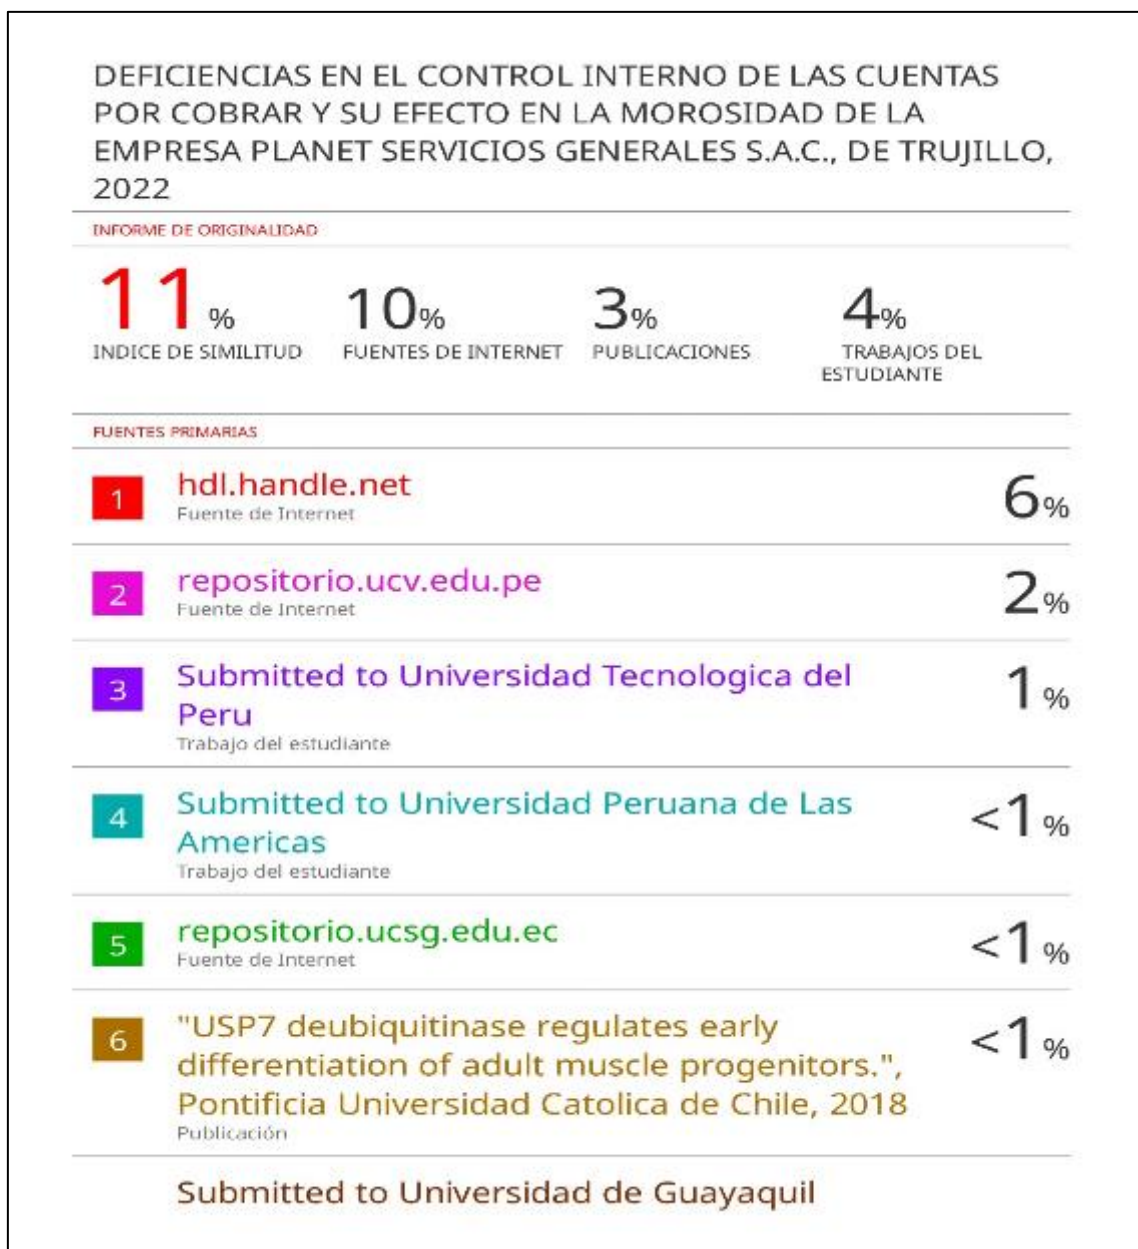 DEFICIENCIAS EN EL CONTROL INTERNO DE LAS CUENTAS
POR COBRAR Y SU EFECTO EN LA MOROSIDAD DE LA
EMPRESA PLANET SERVICIOS GENERALES S.A.C., DE TRUJILLO,
2022
INFORME DE ORIGINALIDAD
11% 10% 3% 4%
INDICE DE SIMILITUD FUENTES DE INTERNET PUBLICACIONES TRABAJOS DEL
ESTUDIANTE
FUENTES PRIMARIAS
1 hdl.handle.net 6%
Fuente de Internet
2 repositorio.ucv.edu.pe 2%
Fuente de Internet
3 Submitted to Universidad Tecnologica del 1%
Peru
Trabajo del estudiante
4 Submitted to Universidad Peruana de Las <1%
Americas
Trabajo del estudiante
5 repositorio.ucsg.edu.ec <1%
Fuente de Internet
6 "USP7 deubiquitinase regulates early <1%
differentiation of adult muscle progenitors.",
Pontificia Universidad Catolica de Chile, 2018
Publicación
Submitted to Universidad de Guayaquil